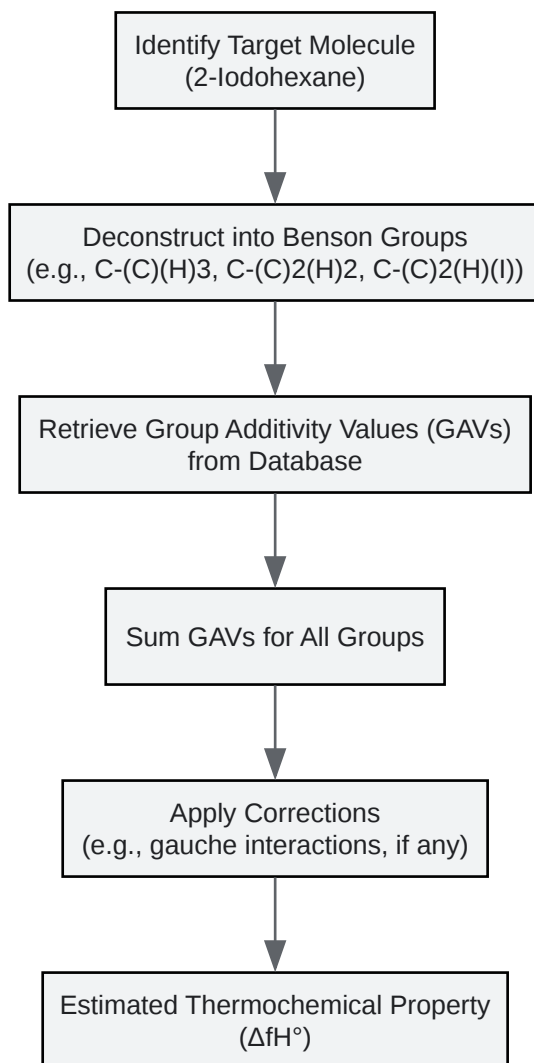 Identify Target Molecule
(2-Iodohexane)
Deconstruct into Benson Groups
(e.g., C-(C)(H)3, C-(C)2(H)2, C-(C)2(H)(I))
Retrieve Group Additivity Values (GAVs)
from Database
Sum GAVs for All Groups
Apply Corrections
(e.g., gauche interactions, if any)
Estimated Thermochemical Property
(ΔfH°)